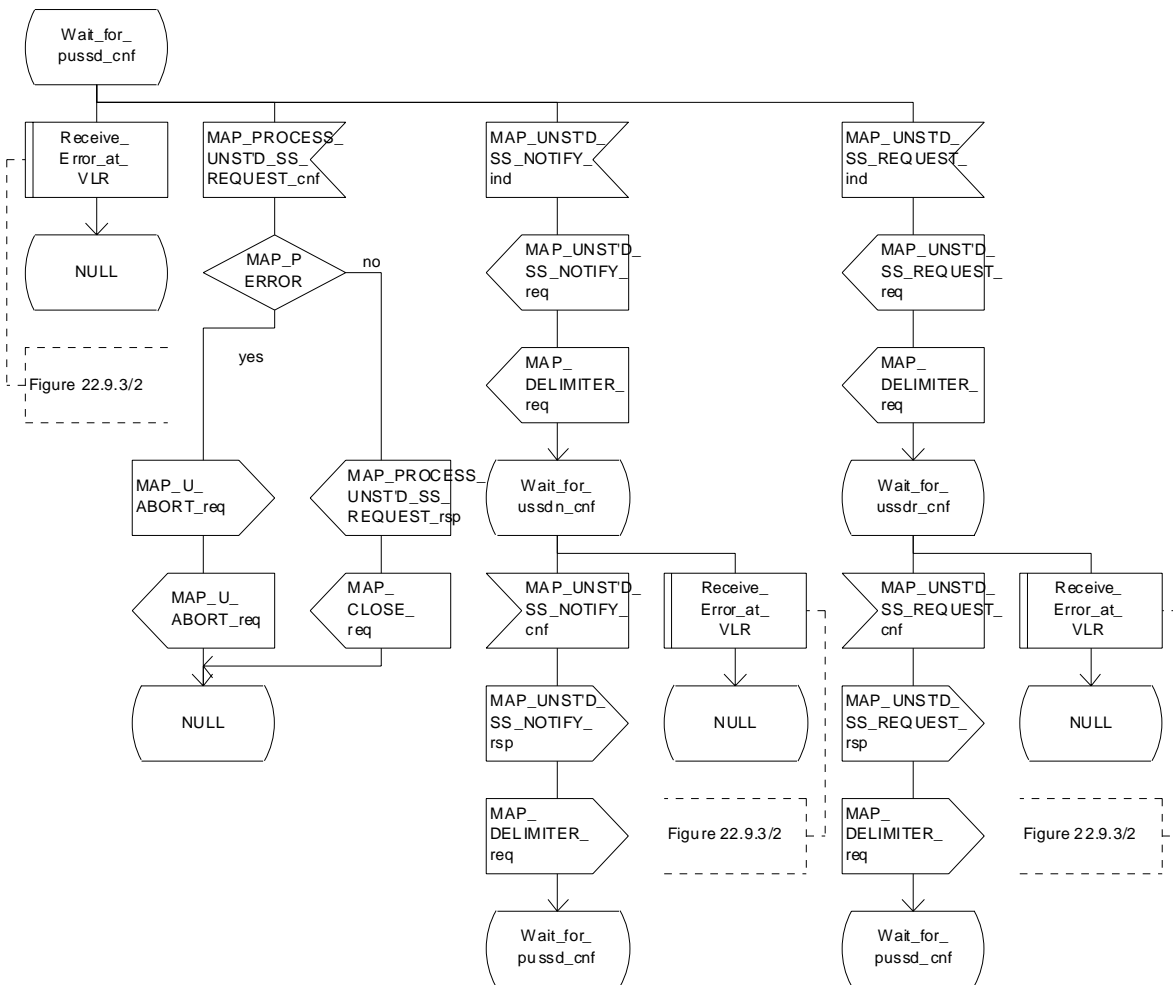 Wait_for_
pussd_cnf
Receive_
Error_at_
VLR
MAP_PROCESS_
UNST'D_SS_
REQUEST_cnf
MAP_UNST'D_
SS_NOTIFY_
ind
MAP_UNST'D_
SS_REQUEST_
ind
NULL
MAP_P
ERROR
no
yes
MAP_UNST'D_
SS_NOTIFY_
req
MAP_UNST'D_
SS_REQUEST_
req
Figure 22.9.3/2
MAP_
DELIMITER_
req
MAP_
DELIMITER_
req
MAP_U_
ABORT_req
MAP_PROCESS_
UNST'D_SS_
REQUEST_rsp
Wait_for_
ussdn_cnf
Wait_for_
ussdr_cnf
MAP_U_
ABORT_req
MAP_
CLOSE_
req
MAP_UNST'D_
SS_NOTIFY_
cnf
Receive_
Error_at_
VLR
MAP_UNST'D_
SS_REQUEST_
cnf
Receive_
Error_at_
VLR
NULL
MAP_UNST'D_
SS_NOTIFY_
rsp
NULL
MAP_UNST'D_
SS_REQUEST_
rsp
NULL
MAP_
DELIMITER_
req
Figure 22.9.3/2
MAP_
DELIMITER_
req
Figure 22.9.3/2
Wait_for_
pussd_cnf
Wait_for_
pussd_cnf